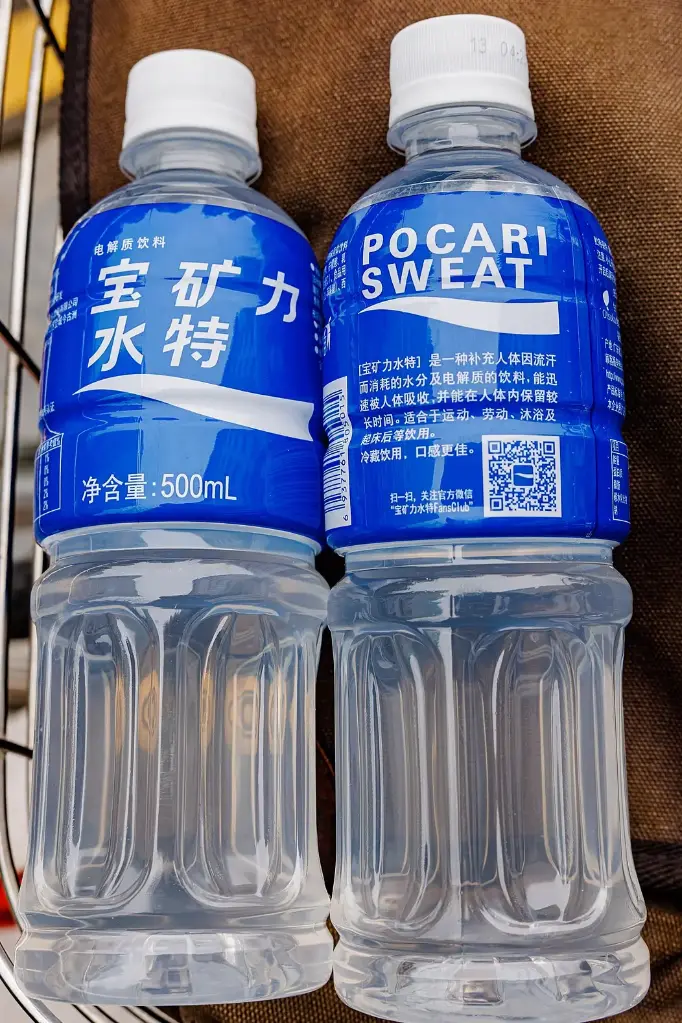 电解质饮料
宝矿力
水特
净含量:500mL
13 04
POCARI
SWEAT
[宝矿力水特] 是一种补充人体因流汗
而消耗的水分及电解质的饮料,能迅
速被人体吸收,并能在人体内保留较
长时间。适合于运动、劳动、沐浴及
起床后等饮用。
冷藏饮用,口感更佳。
扫一扫,关注官方微信
“宝矿力水特FansClub”